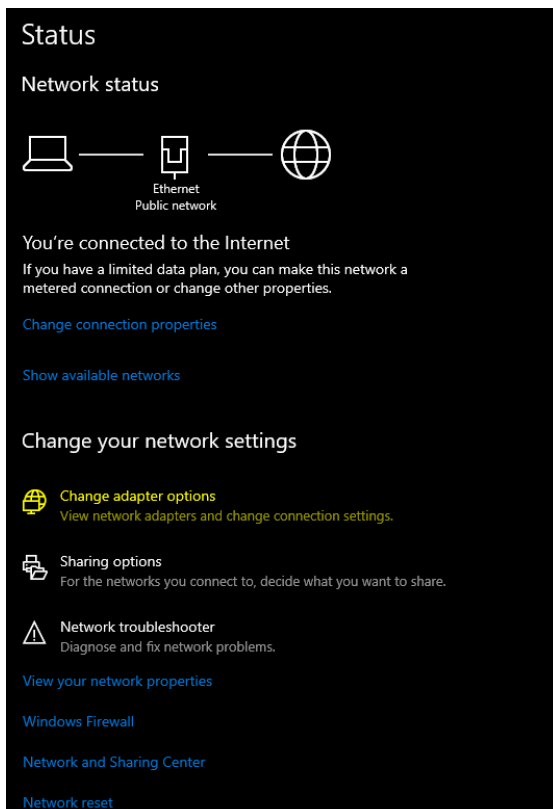 Status
Network status
Ethernet
Public network
You're connected to the Internet
If you have a limited data plan, you can make this network a
metered connection or change other properties.
Change connection properties
Show available networks
Change your network settings
Change adapter options
View network adapters and change connection settings.
Sharing options
For the networks you connect to, decide what you want to share.
Network troubleshooter
Diagnose and fix network problems.
View your network properties
Windows Firewall
Network and Sharing Center
Network reset